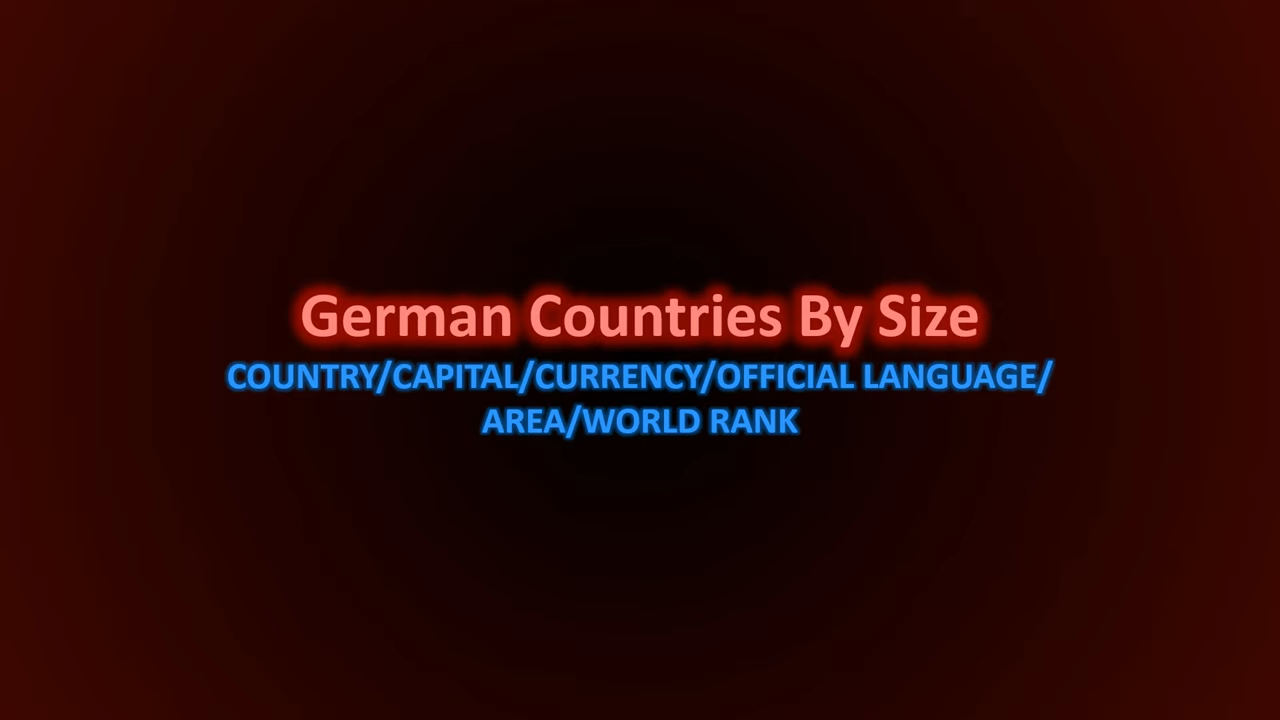 German Countries By Size
COUNTRY/CAPITAL/CURRENCY/OFFICIAL LANGUAGE/
AREA/WORLD RANK